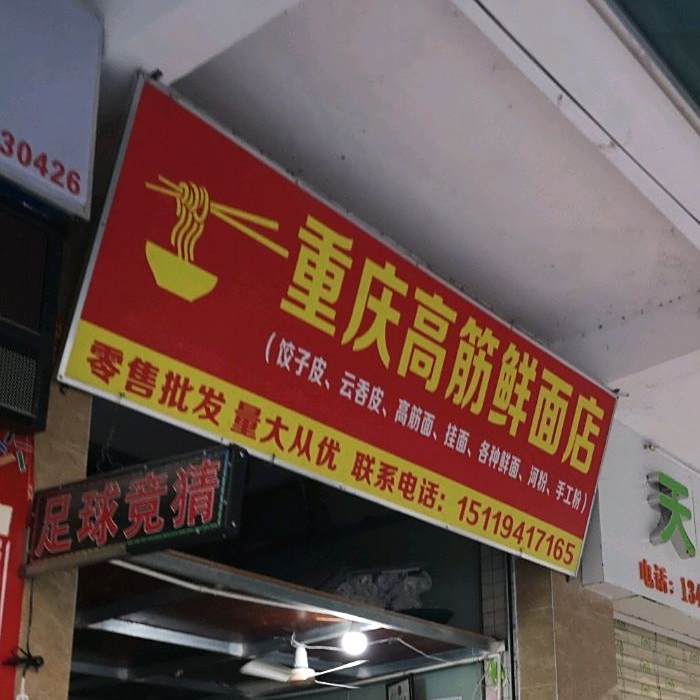 30426
重庆高筋鲜面店
(饺子皮、云吞皮、高筋面、挂面、各种鲜面、河粉、手工粉)
零售批发 量大从优 联系电话：15119417165
足球竞猜
天
电话：134